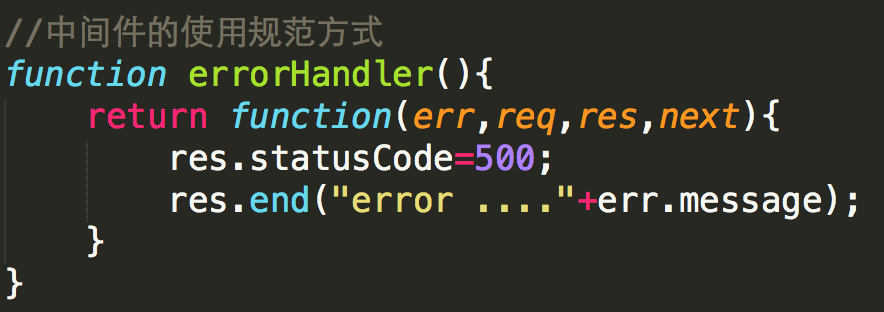 //中间件的使用规范方式
function errorHandler(){
    return function(err,req,res,next){
        res.statusCode=500;
        res.end("error ...."+err.message);
    }
}